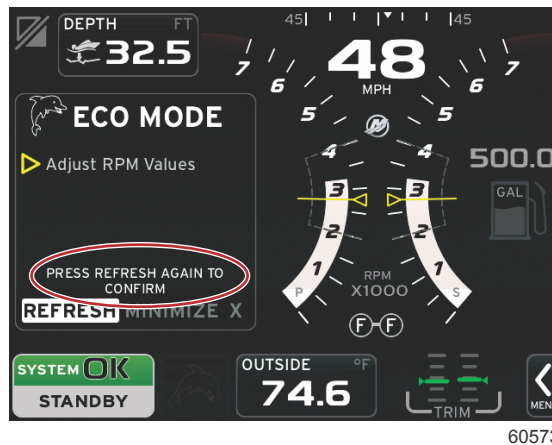 DEPTH FT
32.5
45 45
48
MPH
7 7
6 6
5 5
4 4
3 3
2 2
1 1
RPM
X1000
P S
F-F
ECO MODE
Adjust RPM Values
PRESS REFRESH AGAIN TO
CONFIRM
REFRESH MINIMIZE X
500.0
GAL
SYSTEM OK
STANDBY
OUTSIDE °F
74.6
TRIM
MEN
60573